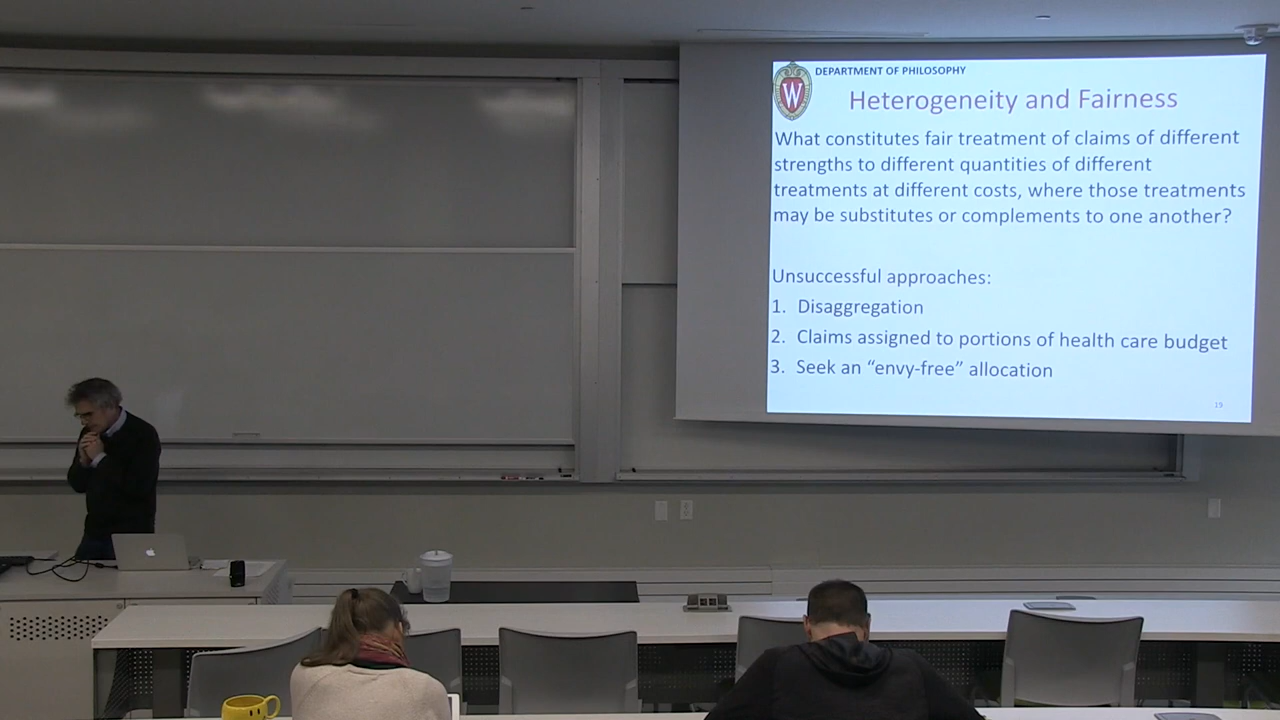 DEPARTMENT OF PHILOSOPHY
W
Heterogeneity and Fairness
What constitutes fair treatment of claims of different
strengths to different quantities of different
treatments at different costs, where those treatments
may be substitutes or complements to one another?
Unsuccessful approaches:
1. Disaggregation
2. Claims assigned to portions of health care budget
3. Seek an “envy-free” allocation
19